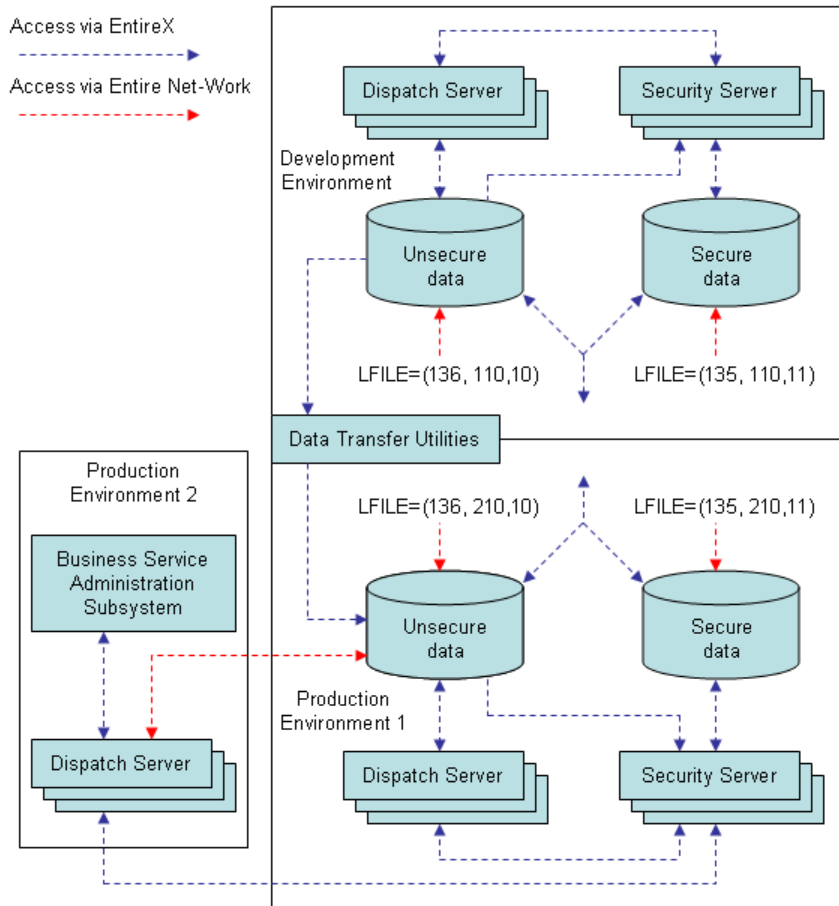 Access via EntireX
Access via Entire Net-Work
Dispatch Server
Security Server
Development
Environment
Unsecure
data
Secure
data
LFILE=(136, 110,10)
LFILE=(135, 110,11)
Data Transfer Utilities
Production
Environment 2
Business Service
Administration
Subsystem
Dispatch Server
LFILE=(136, 210,10)
LFILE=(135, 210,11)
Unsecure
data
Secure
data
Production
Environment 1
Dispatch Server
Security Server